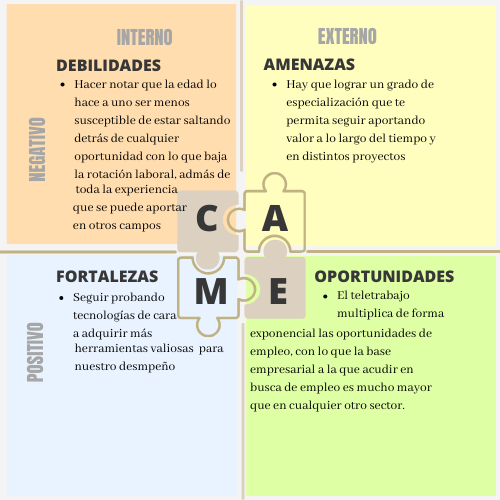 INTERNO
EXTERNO
NEGATIVO
DEBILIDADES
Hacer notar que la edad lo
hace a uno ser menos
susceptible de estar saltando
detrás de cualquier
oportunidad con lo que baja
la rotación laboral, admás de
toda la experiencia
que se puede aportar
en otros campos
AMENAZAS
Hay que lograr un grado de
especialización que te
permita seguir aportando
valor a lo largo del tiempo y
en distintos proyectos
C
A
M
E
POSITIVO
FORTALEZAS
Seguir probando
tecnologías de cara
a adquirir más
herramientas valiosas para
nuestro desmpeño
OPORTUNIDADES
El teletrabajo
multiplica de forma
exponencial las oportunidades de
empleo, con lo que la base
empresarial a la que acudir en
busca de empleo es mucho mayor
que en cualquier otro sector.